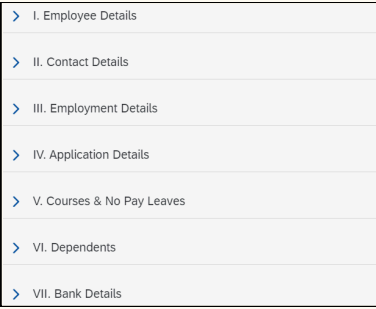 I. Employee Details
II. Contact Details
III. Employment Details
IV. Application Details
V. Courses & No Pay Leaves
VI. Dependents
VII. Bank Details